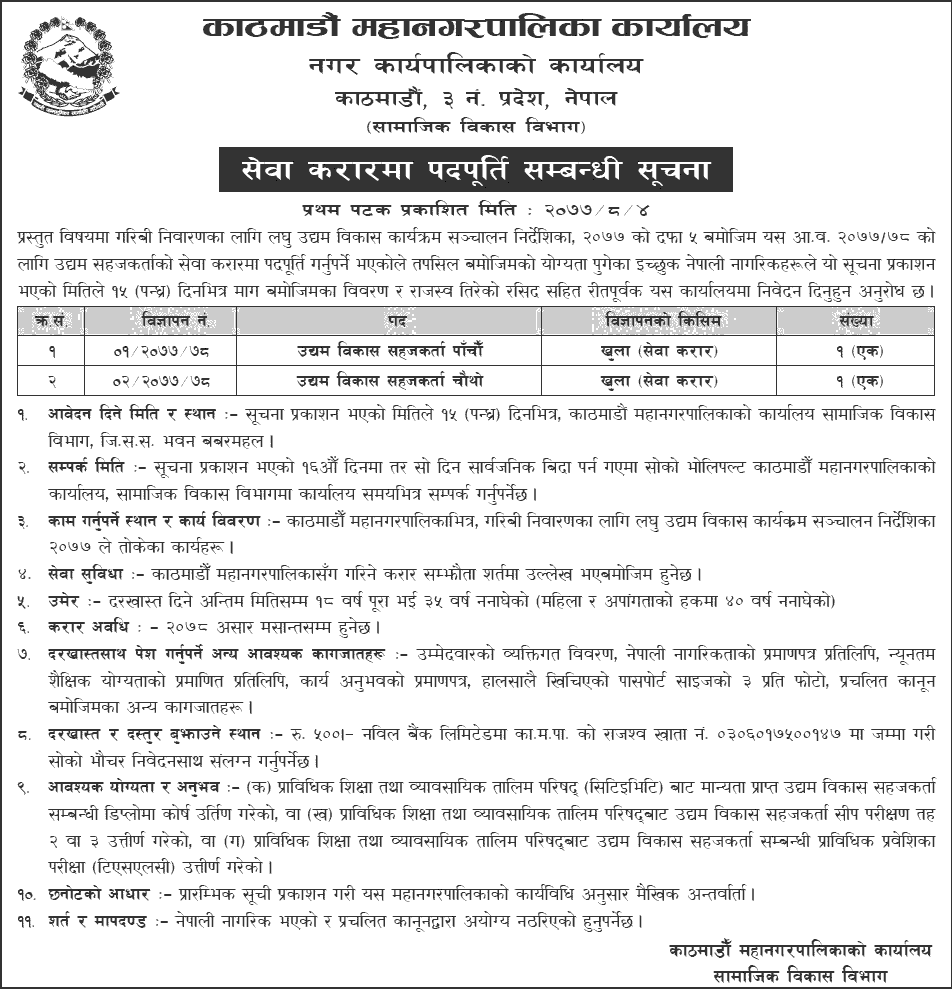 काठमाडौं महानगरपालिका कार्यालय
नगर कार्यपालिकाको कार्यालय
काठमाडौं, ३ नं. प्रदेश, नेपाल
(सामाजिक विकास विभाग)
सेवा करारमा पदपूर्ति सम्बन्धी सूचना
प्रथम पटक प्रकाशित मिति : २०७७/८/४
प्रस्तुत विषयमा गरिबी निवारणका लागि लघु उद्यम विकास कार्यक्रम सञ्चालन निर्देशिका, २०७७ को दफा ५ बमोजिम यस आ.व. २०७७/७८ को
लागि उद्यम सहजकर्ताको सेवा करारमा पदपूर्ति गर्नुपर्ने भएकोले तपसिल बमोजिमको योग्यता पुगेका इच्छुक नेपाली नागरिकहरूले यो सूचना प्रकाशन
भएको मितिले १५ (पन्ध्र) दिनभित्र माग बमोजिमका विवरण र राजस्व तिरेको रसिद सहित रीतपूर्वक यस कार्यालयमा निवेदन दिनुहुन अनुरोध छ।
क्र.सं. विज्ञापन नं. पद विज्ञापनको किसिम संख्या
१ ०१/२०७७/७८ उद्यम विकास सहजकर्ता पाँचौं खुला (सेवा करार) १ (एक)
२ ०२/२०७७/७८ उद्यम विकास सहजकर्ता चौथो खुला (सेवा करार) १ (एक)
१. आवेदन दिने मिति र स्थान :– सूचना प्रकाशन भएको मितिले १५ (पन्ध्र) दिनभित्र, काठमाडौं महानगरपालिकाको कार्यालय सामाजिक विकास
विभाग, जि.स.स. भवन बबरमहल।
२. सम्पर्क मिति :– सूचना प्रकाशन भएको १६औं दिनमा तर सो दिन सार्वजनिक बिदा पर्न गएमा सोको भोलिपल्ट काठमाडौं महानगरपालिकाको
कार्यालय, सामाजिक विकास विभागमा कार्यालय समयभित्र सम्पर्क गर्नुपर्नेछ।
३. काम गर्नुपर्ने स्थान र कार्य विवरण :– काठमाडौँ महानगरपालिकाभित्र, गरिबी निवारणका लागि लघु उद्यम विकास कार्यक्रम सञ्चालन निर्देशिका
२०७७ ले तोकेका कार्यहरू।
४. सेवा सुविधा :– काठमाडौँ महानगरपालिकासँग गरिने करार सम्झौता शर्तमा उल्लेख भएबमोजिम हुनेछ।
५. उमेर :– दरखास्त दिने अन्तिम मितिसम्म १८ वर्ष पूरा भई ३५ वर्ष ननाघेको (महिला र अपांगताको हकमा ४० वर्ष ननाघेको)
६. करार अवधि : – २०७८ असार मसान्तसम्म हुनेछ।
७. दरखास्तसाथ पेश गर्नुपर्ने अन्य आवश्यक कागजातहरू :– उम्मेदवारको व्यक्तिगत विवरण, नेपाली नागरिकताको प्रमाणपत्र प्रतिलिपि, न्यूनतम
शैक्षिक योग्यताको प्रमाणित प्रतिलिपि, कार्य अनुभवको प्रमाणपत्र, हालसालै खिचिएको पासपोर्ट साइजको ३ प्रति फोटो, प्रचलित कानून
बमोजिमका अन्य कागजातहरू।
८. दरखास्त र दस्तुर बुझाउने स्थान :– रु. ५००।– नविल बैंक लिमिटेडमा का.म.पा. को राजश्व खाता नं. ०३०६०१७५००१४७ मा जम्मा गरी
सोको भौचर निवेदनसाथ संलग्न गर्नुपर्नेछ।
९. आवश्यक योग्यता र अनुभव :– (क) प्राविधिक शिक्षा तथा व्यावसायिक तालिम परिषद् (सिटिइभिटि) बाट मान्यता प्राप्त उद्यम विकास सहजकर्ता
सम्बन्धी डिप्लोमा कोर्ष उर्तिण गरेको, वा (ख) प्राविधिक शिक्षा तथा व्यावसायिक तालिम परिषद्बाट उद्यम विकास सहजकर्ता सीप परीक्षण तह
२ वा ३ उत्तीर्ण गरेको, वा (ग) प्राविधिक शिक्षा तथा व्यावसायिक तालिम परिषद्बाट उद्यम विकास सहजकर्ता सम्बन्धी प्राविधिक प्रवेशिका
परीक्षा (टिएसएलसी) उत्तीर्ण गरेको।
१०. छनोटको आधार :– प्रारम्भिक सूची प्रकाशन गरी यस महानगरपालिकाको कार्यविधि अनुसार मैखिक अन्तर्वार्ता।
११. शर्त र मापदण्ड :– नेपाली नागरिक भएको र प्रचलित कानूनद्वारा अयोग्य नठरिएको हुनुपर्नेछ।
काठमाडौँ महानगरपालिकाको कार्यालय
सामाजिक विकास विभाग